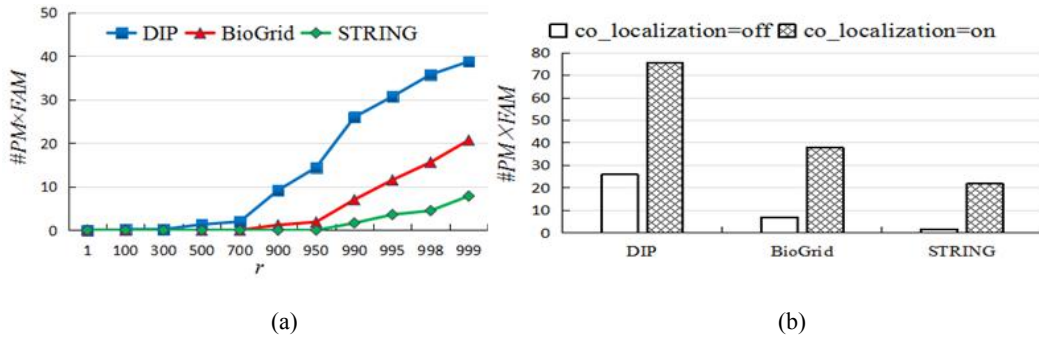 50
DIP BioGrid STRING
40
30
20
10
0
#PM×FAM
1 100 300 500 700 900 950 990 995 998 999
r
(a)
co_localization=off co_localization=on
80
70
60
50
40
30
20
10
0
#PM×FAM
DIP BioGrid STRING
(b)